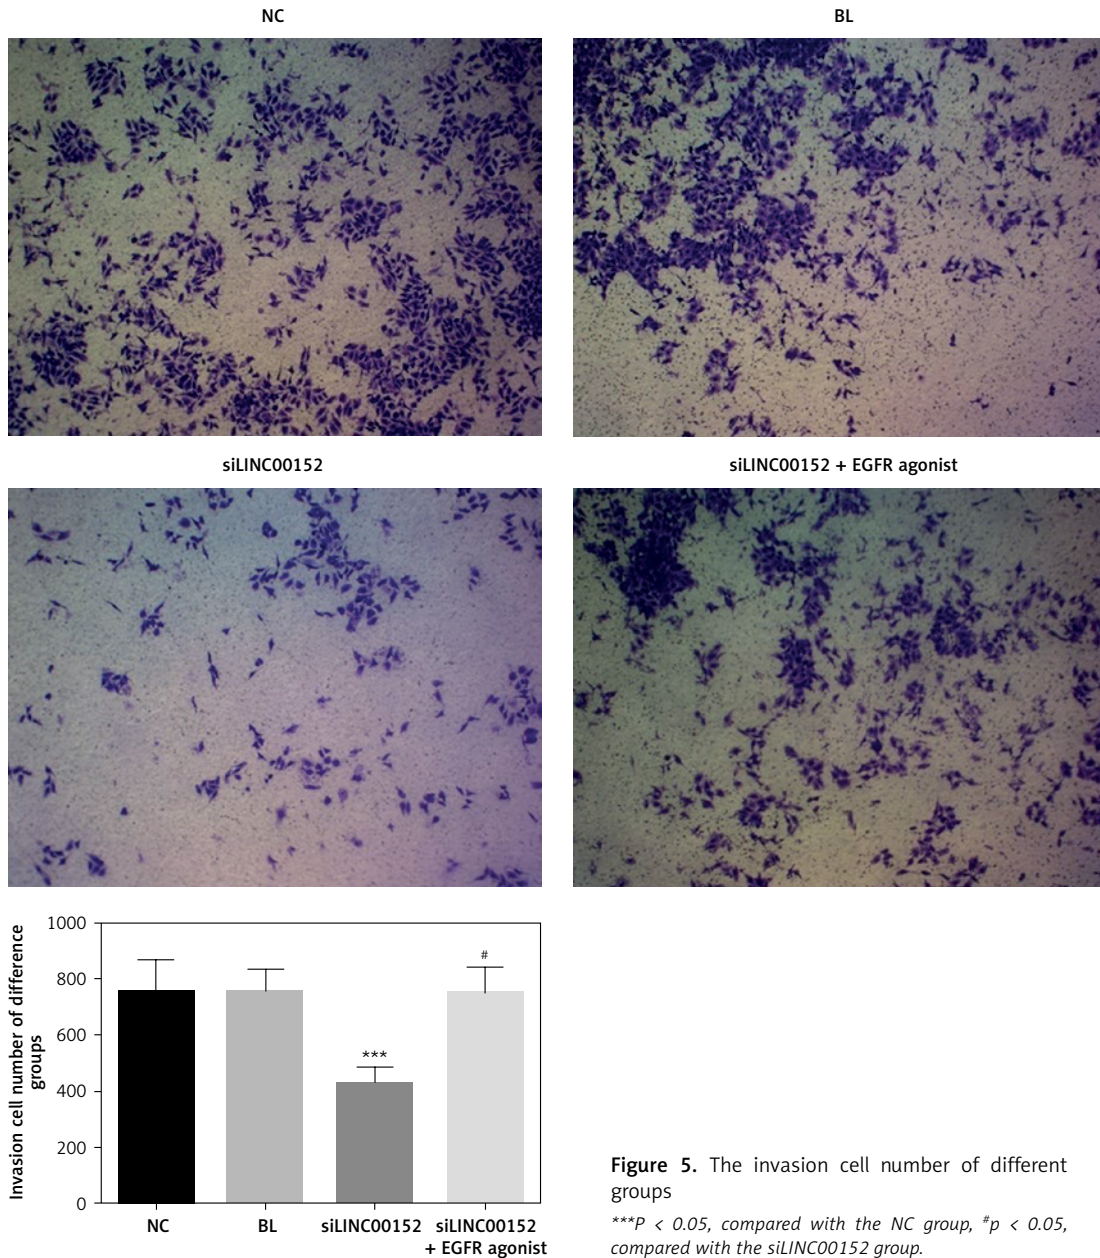 NC
BL
siLINC00152
siLINC00152 + EGFR agonist
Invasion cell number of difference
groups
1000
800
600
400
200
0
***
#
NC
BL
siLINC00152
siLINC00152
+ EGFR agonist
Figure 5. The invasion cell number of different
groups
***P < 0.05, compared with the NC group, #p < 0.05,
compared with the siLINC00152 group.